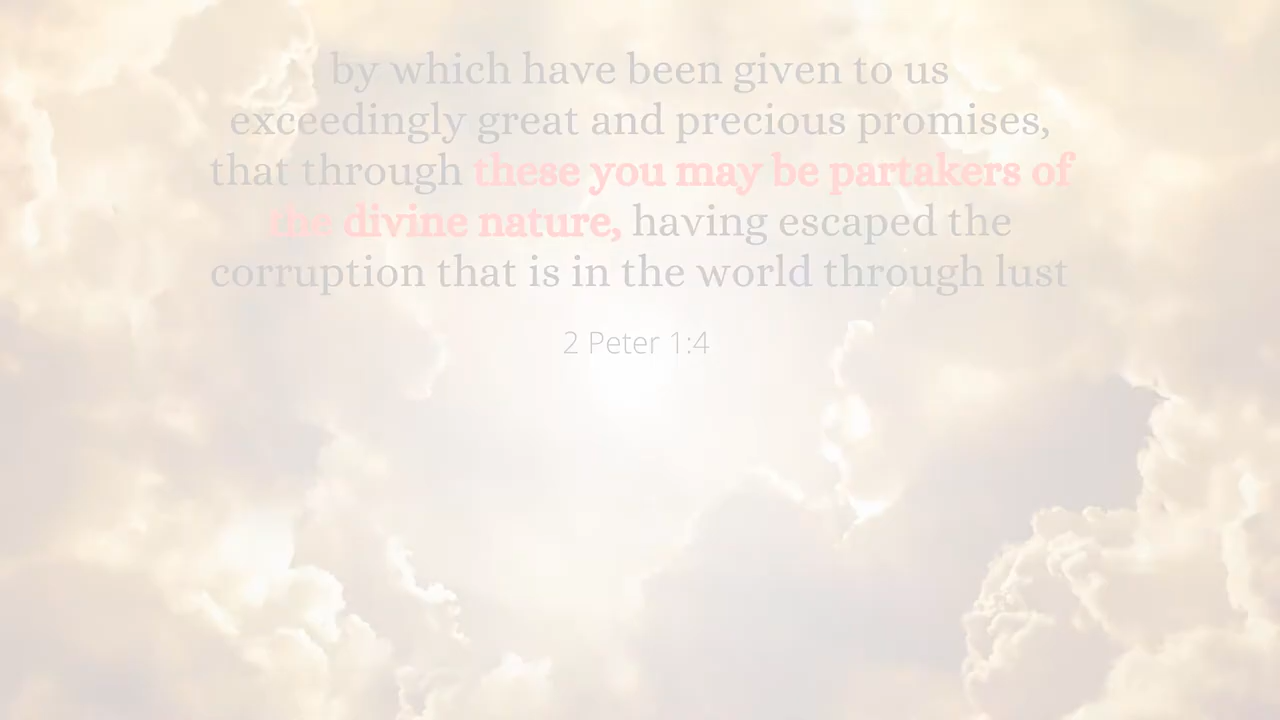 by which have been given to us
exceedingly great and precious promises,
that through these you may be partakers of
the divine nature, having escaped the
corruption that is in the world through lust
2 Peter 1:4